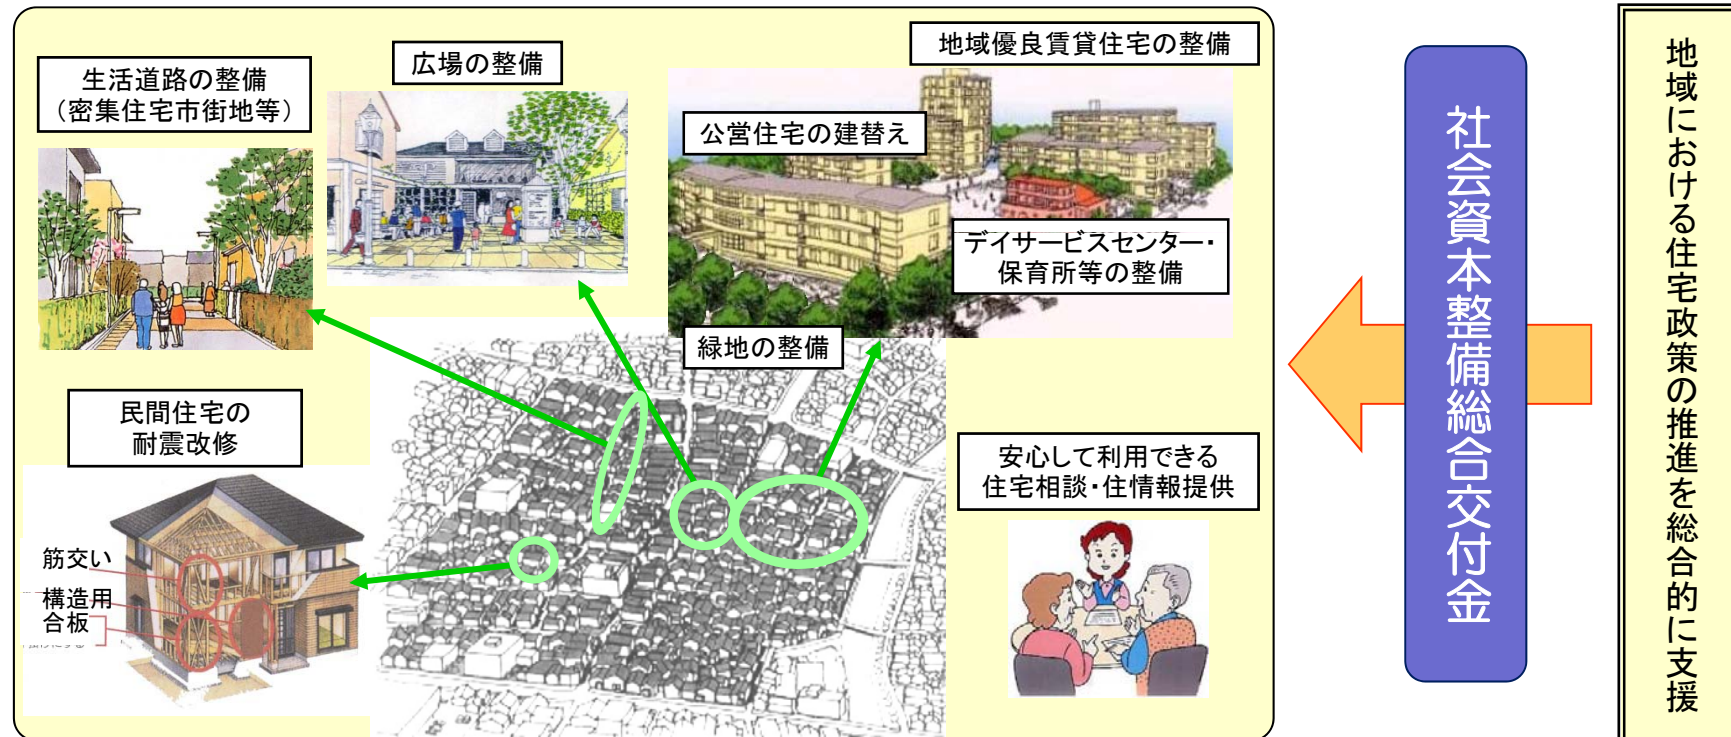 生活道路の整備
（密集住宅市街地等）
広場の整備
地域優良賃貸住宅の整備
公営住宅の建替え
デイサービスセンター・
保育所等の整備
緑地の整備
民間住宅の
耐震改修
筋交い
構造用
合板
安心して利用できる
住宅相談・住情報提供
社会資本整備総合交付金
地域における住宅政策の推進を総合的に支援